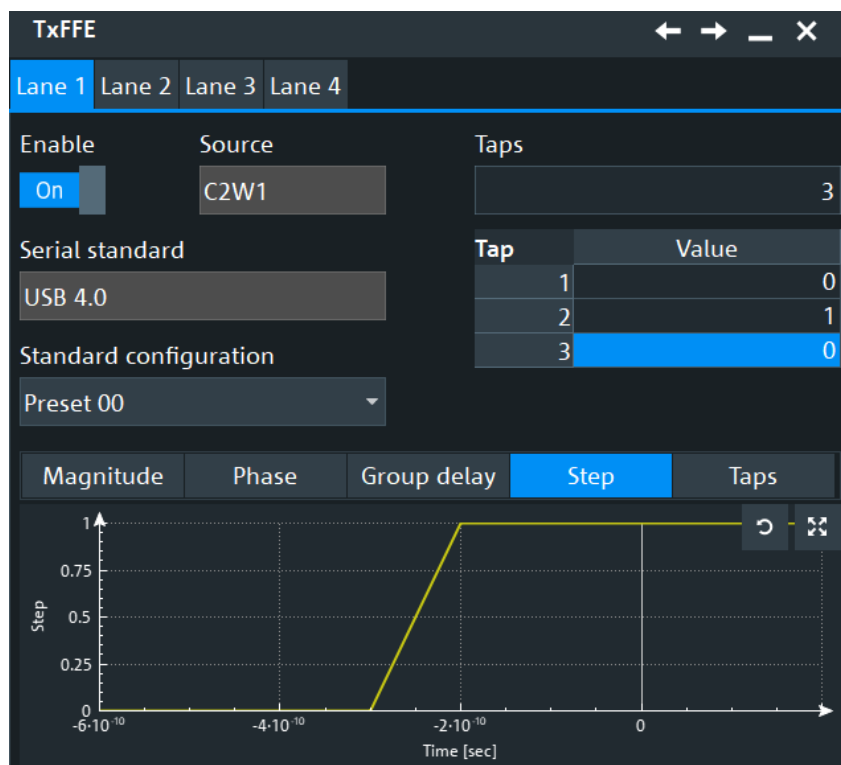 TxFFE
Lane 1 Lane 2 Lane 3 Lane 4
Enable Source Taps
On C2W1 3
Serial standard
USB 4.0
Tap Value
1 0
2 1
3 0
Standard configuration
Preset 00
Magnitude Phase Group delay Step Taps
1
0.75
0.5
0.25
0
Step
-6·10⁻¹⁰ -4·10⁻¹⁰ -2·10⁻¹⁰ 0
Time [sec]